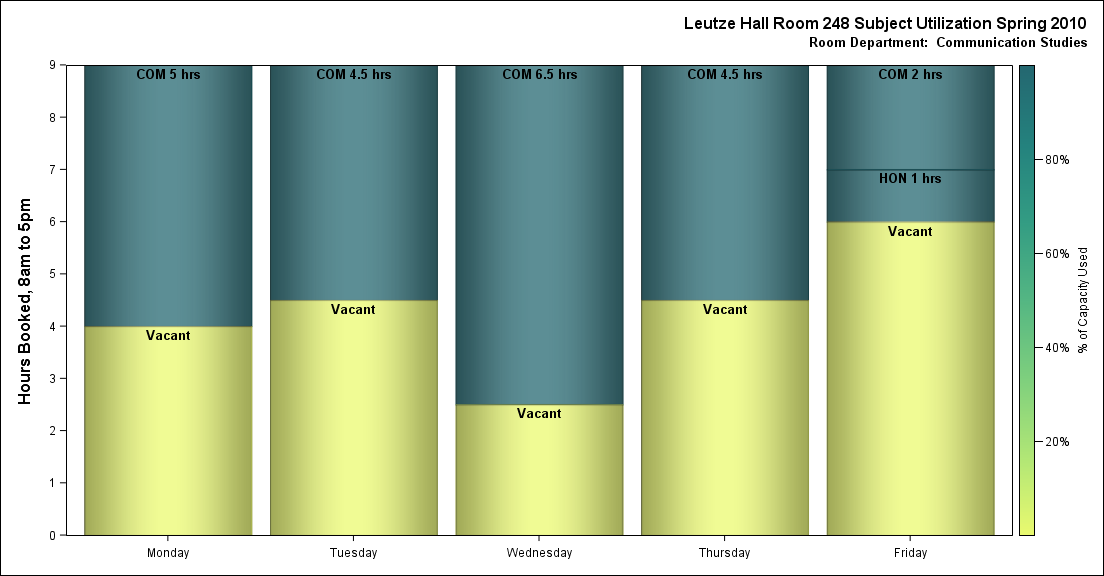 Leutze Hall Room 248 Subject Utilization Spring 2010
Room Department:  Communication Studies
Hours Booked, 8am to 5pm
9
8
7
6
5
4
3
2
1
0
COM 5 hrs
Vacant
COM 4.5 hrs
Vacant
COM 6.5 hrs
Vacant
COM 4.5 hrs
Vacant
COM 2 hrs
HON 1 hrs
Vacant
Monday
Tuesday
Wednesday
Thursday
Friday
80%
60%
40%
20%
% of Capacity Used